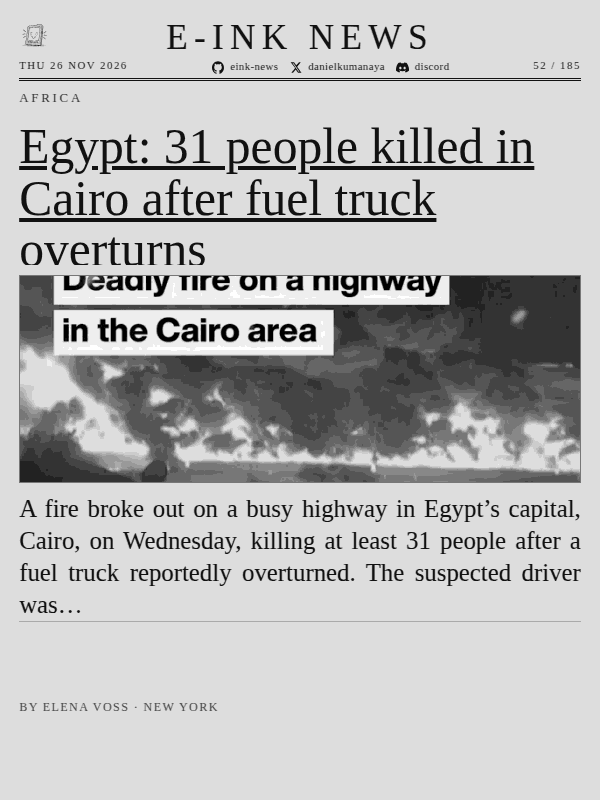 E-INK NEWS
THU 26 NOV 2026
eink-news
danielkumanaya
discord
52 / 185
AFRICA
Egypt: 31 people killed in
Cairo after fuel truck
overturns
Deadly fire on a highway
in the Cairo area
A fire broke out on a busy highway in Egypt’s capital,
Cairo, on Wednesday, killing at least 31 people after a
fuel truck reportedly overturned. The suspected driver
was…
BY ELENA VOSS · NEW YORK